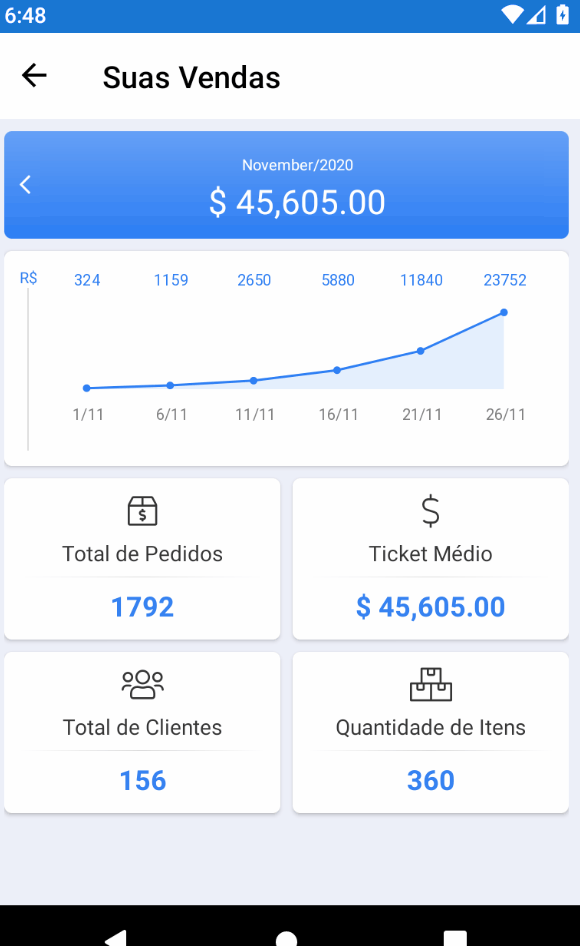 6:48
Suas Vendas
November/2020
$ 45,605.00
R$ 324 1159 2650 5880 11840 23752
1/11 6/11 11/11 16/11 21/11 26/11
Total de Pedidos
1792
Ticket Médio
$ 45,605.00
Total de Clientes
156
Quantidade de Itens
360